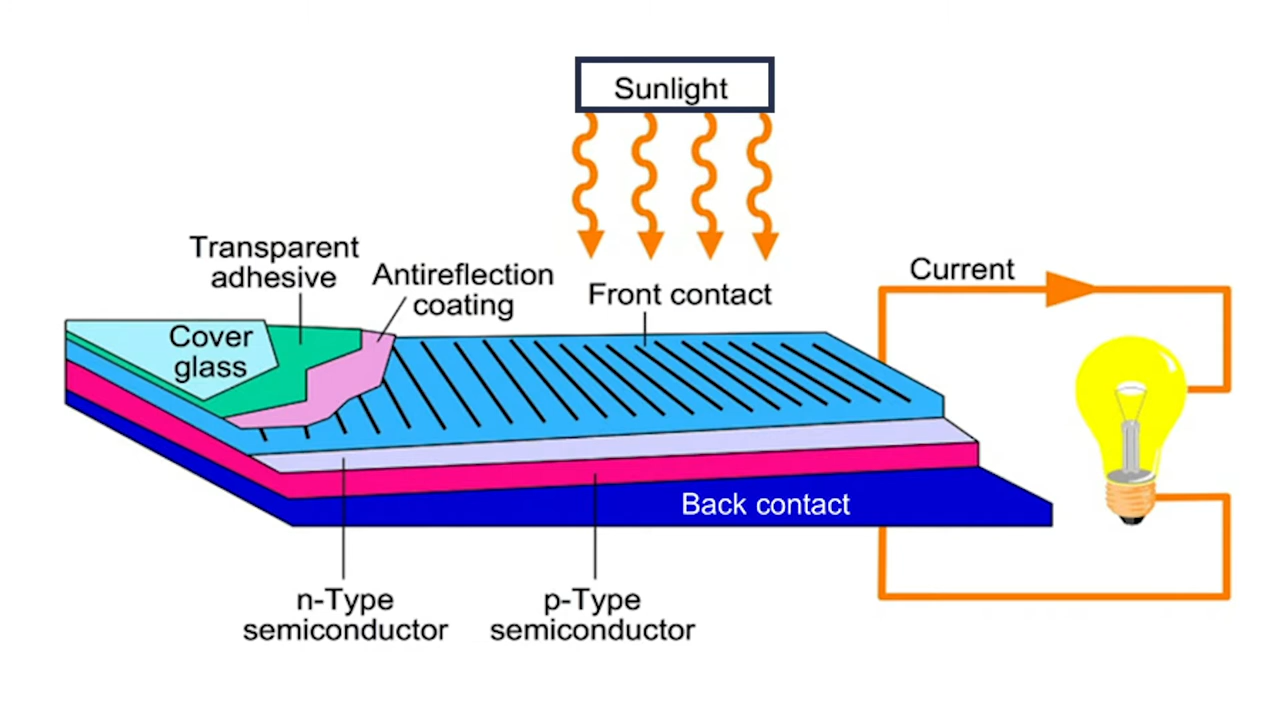 Sunlight
Transparent
adhesive
Antireflection
coating
Front contact
Current
Cover
glass
Back contact
n-Type
semiconductor
p-Type
semiconductor